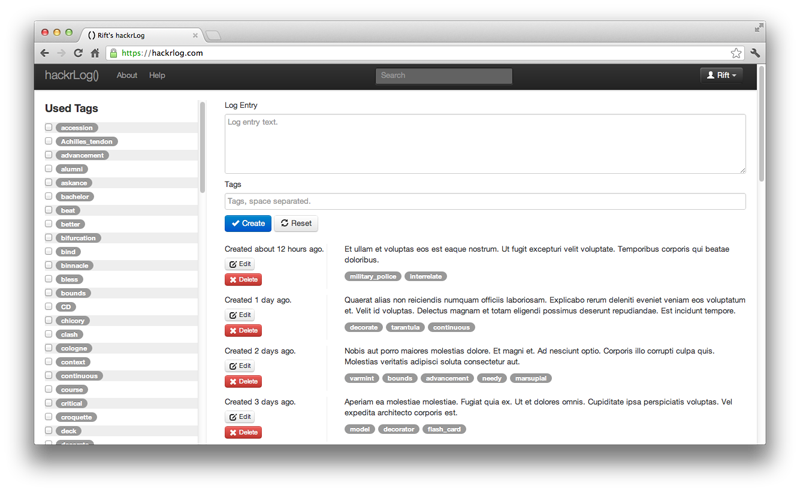 () Rift's hackrLog
https://hackrlog.com
hackrLog()
About
Help
Search
Rift
Used Tags
accession
Achilles_tendon
advancement
alumni
askance
bachelor
beat
better
bifurcation
bind
binnacle
bless
bounds
CD
chicory
clash
cologne
context
continuous
course
critical
croquette
deck
Log Entry
Log entry text.
Tags
Tags, space separated.
Create
Reset
Created about 12 hours ago.
Edit
Delete
Et ullam et voluptas eos est eaque nostrum. Ut fugit excepturi velit voluptate. Temporibus corporis qui beatae
doloribus.
military_police interrelate
Created 1 day ago.
Edit
Delete
Quaerat alias non reiciendis numquam officiis laboriosam. Explicabo rerum deleniti eveniet veniam eos voluptatum
et. Velit id voluptas. Delectus magnam et totam eligendi possimus deserunt repudiandae. Est incidunt tempore.
decorate tarantula continuous
Created 2 days ago.
Edit
Delete
Nobis aut porro maiores molestias dolore. Et magni et. Ad nesciunt optio. Corporis illo corrupti culpa quis.
Molestias veritatis adipisci soluta consectetur aut.
varmint bounds advancement needy marsupial
Created 3 days ago.
Edit
Delete
Aperiam ea molestiae molestiae. Fugiat quia ex. Ut et dolores omnis. Cupiditate ipsa perspiciatis voluptas. Vel
expedita architecto corporis est.
model decorator flash_card